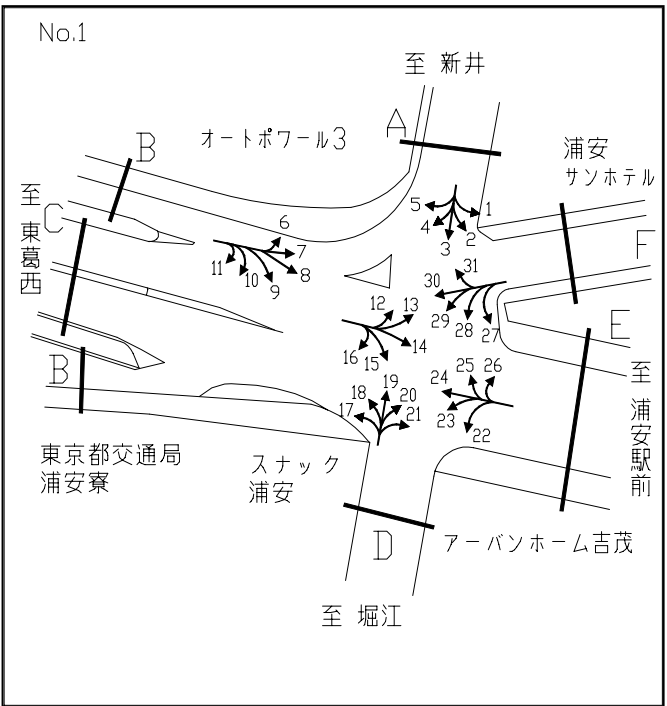 No.1
至 新井
A
オートポワール3
B
浦安
サンホテル
至 東葛西
C
F
5
1
4
2
3
6
7
8
9
10
11
30
31
29
28
27
12
13
14
15
16
E
B
24
25
26
23
22
19
18
20
17
21
至 浦安駅前
東京都交通局
浦安寮
スナック
浦安
D
アーバンホーム吉茂
至 堀江